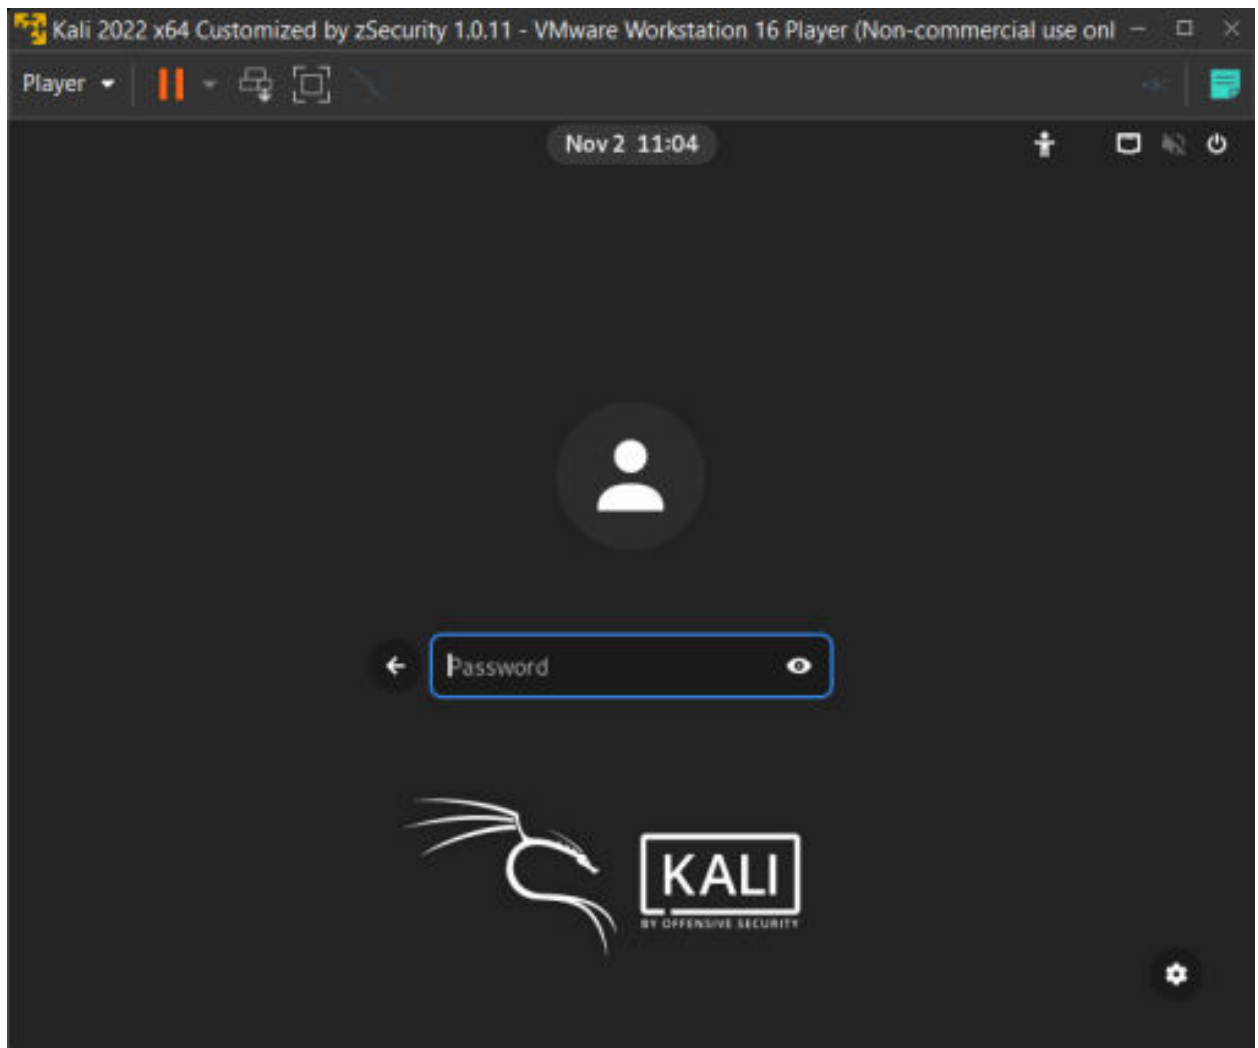 Kali 2022 x64 Customized by zSecurity 1.0.11 - VMware Workstation 16 Player (Non-commercial use onl
Player
Nov 2 11:04
Password
KALI
BY OFFENSIVE SECURITY